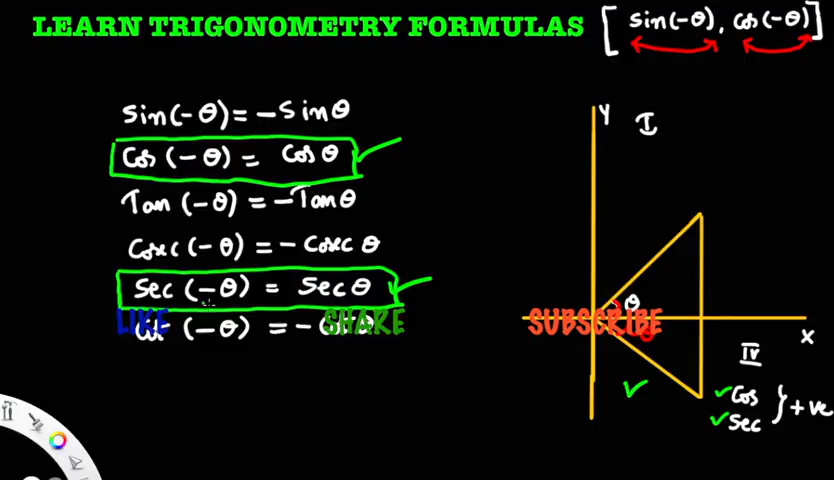 LEARN TRIGONOMETRY FORMULAS
[sin(-θ), cos(-θ)]
Sin(-θ) = -Sinθ
Cos(-θ) = Cosθ
Tan(-θ) = -Tanθ
Cosec(-θ) = -Cosecθ
Sec(-θ) = Secθ
(-θ) = -
LIKE SHARE SUBSCRIBE
Y
I
θ
X
IV
Cos
Sec
} +ve